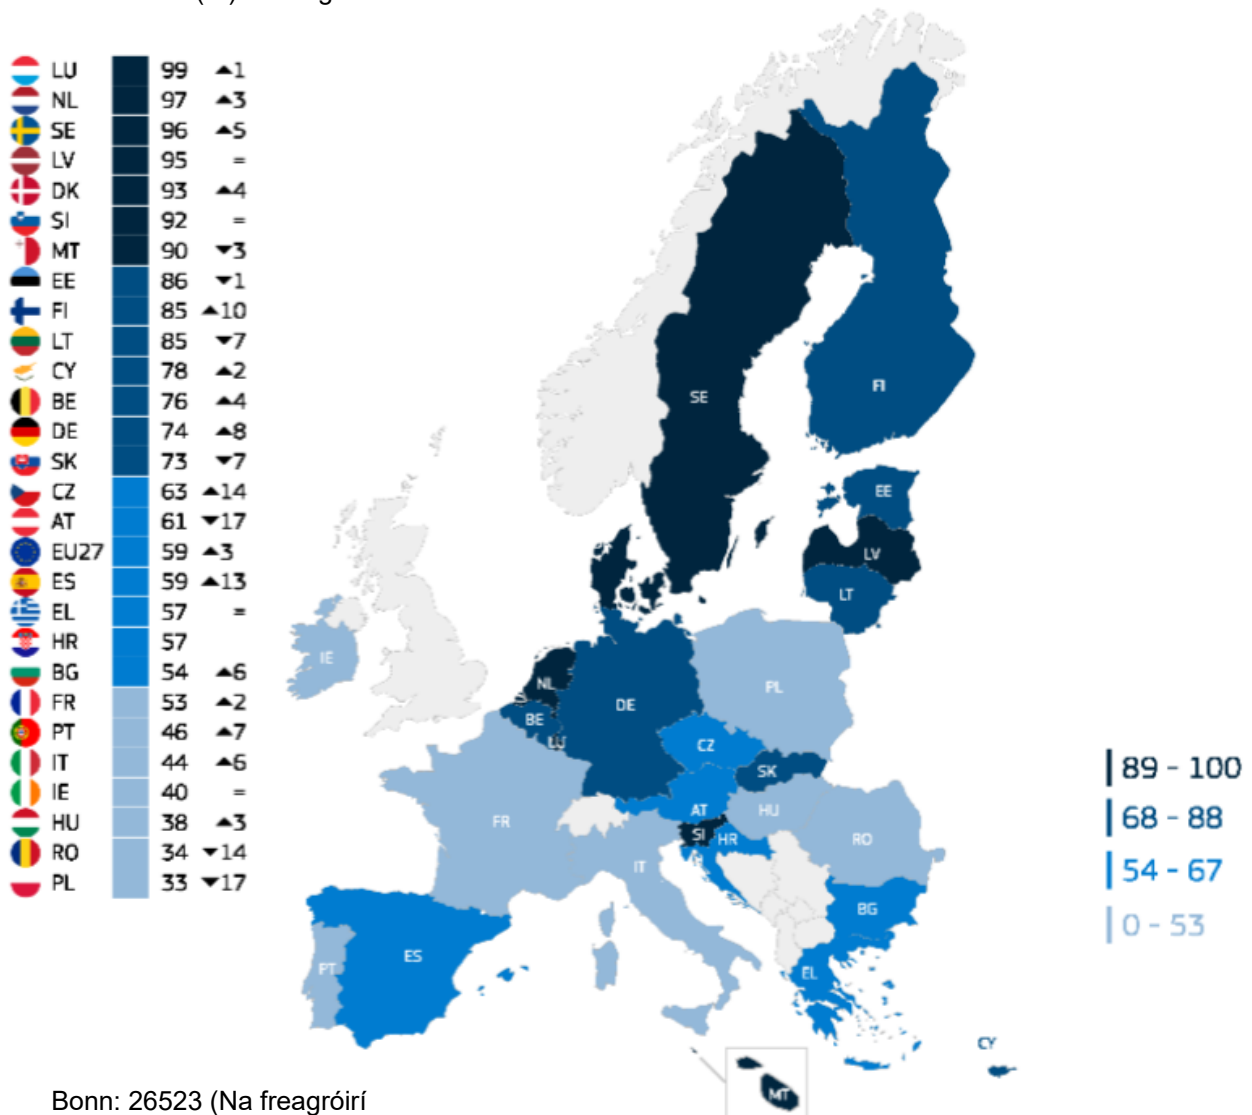 LU 99 ▲1
NL 97 ▲3
SE 96 ▲5
LV 95 =
DK 93 ▲4
SI 92 =
MT 90 ▼3
EE 86 ▼1
FI 85 ▲10
LT 85 ▼7
CY 78 ▲2
BE 76 ▲4
DE 74 ▲8
SK 73 ▼7
CZ 63 ▲14
AT 61 ▼17
EU27 59 ▲3
ES 59 ▲13
EL 57 =
HR 57
BG 54 ▲6
FR 53 ▲2
PT 46 ▲7
IT 44 ▲6
IE 40 =
HU 38 ▲3
RO 34 ▼14
PL 33 ▼17
SE
FI
EE
LV
LT
IE
NL
BE
LU
DE
PL
CZ
SK
AT
HU
SI
HR
RO
FR
IT
BG
ES
PT
EL
CY
MT
89 - 100
68 - 88
54 - 67
0 - 53
Bonn: 26523 (Na freagróirí